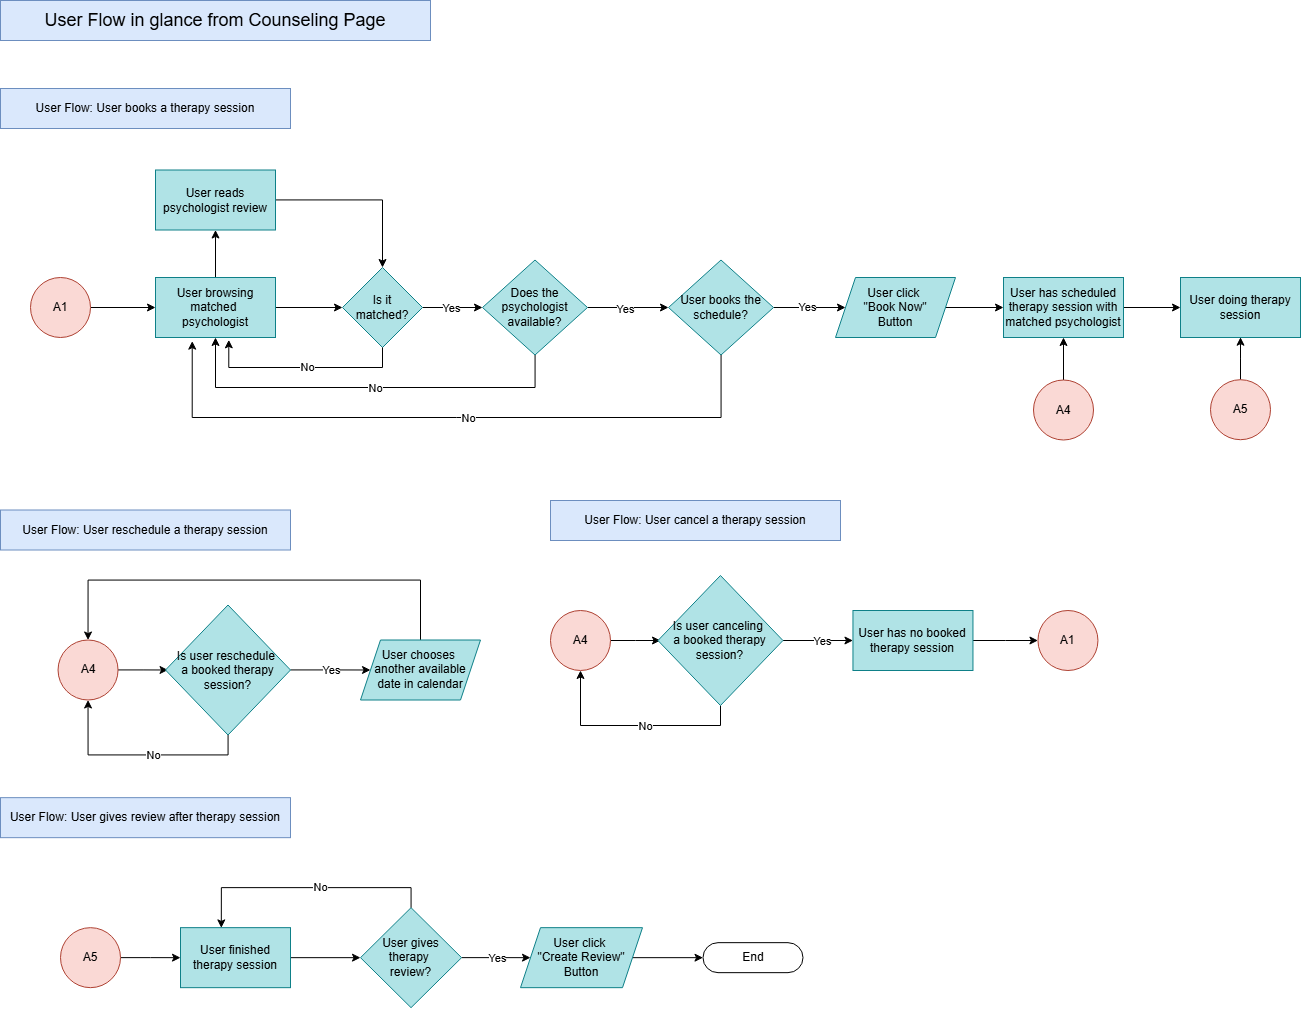 User Flow in glance from Counseling Page
User Flow: User books a therapy session
User reads
psychologist review
A1
User browsing
matched
psychologist
Is it
matched?
Yes
Does the
psychologist
available?
Yes
User books the
schedule?
Yes
User click
"Book Now"
Button
User has scheduled
therapy session with
matched psychologist
User doing therapy
session
No
No
No
A4
A5
User Flow: User reschedule a therapy session
A4
Is user reschedule
a booked therapy
session?
Yes
User chooses
another available
date in calendar
No
User Flow: User cancel a therapy session
A4
Is user canceling
a booked therapy
session?
Yes
User has no booked
therapy session
A1
No
User Flow: User gives review after therapy session
No
A5
User finished
therapy session
User gives
therapy
review?
Yes
User click
"Create Review"
Button
End